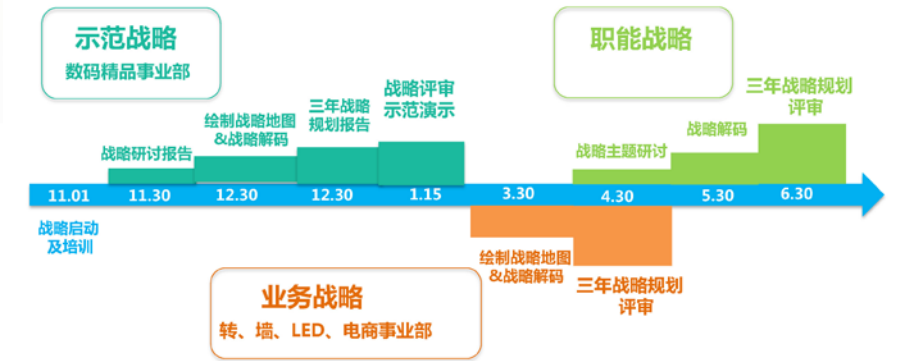 示范战略
数码精品事业部
职能战略
战略研讨报告
绘制战略地图
&战略解码
三年战略
规划报告
战略评审
示范演示
战略主题研讨
战略解码
三年战略规划
评审
11.01
11.30
12.30
12.30
1.15
3.30
4.30
5.30
6.30
战略启动
及培训
绘制战略地图
&战略解码
三年战略规划
评审
业务战略
转、墙、LED、电商事业部